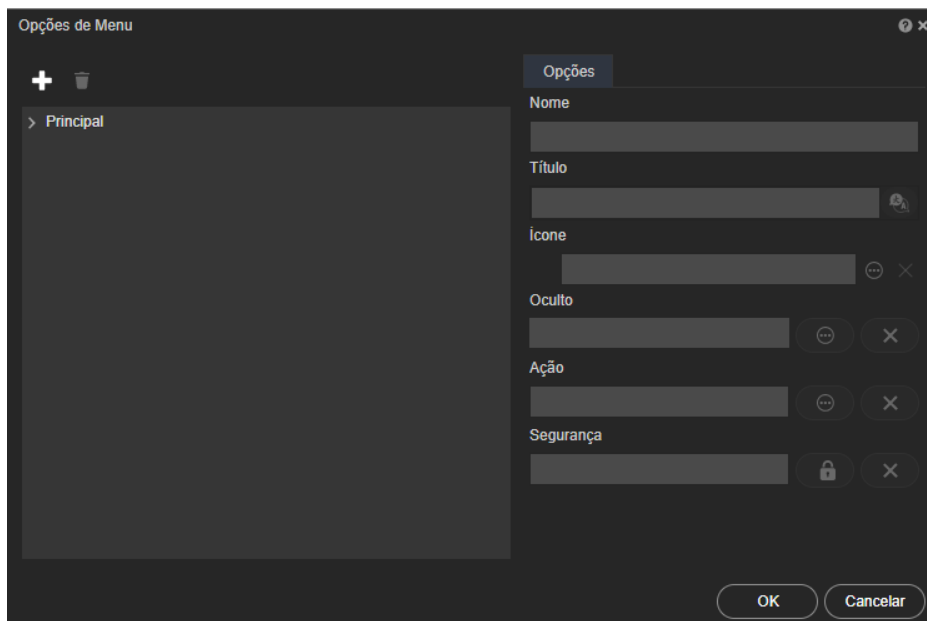 Opções de Menu
Principal
Opções
Nome
Título
Ícone
Oculto
Ação
Segurança
OK
Cancelar